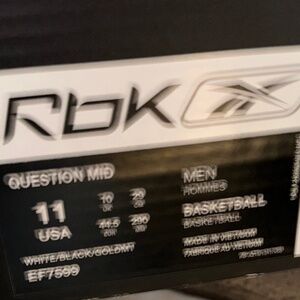 Rbk
QUESTION MID
11
USA
10
29
44.5
290
WHITE/BLACK/GOLDMT
EF7599
MEN
HOMMES
BASKETBALL
BASKETBALL
MADE IN VIETNAM
FABRIQUE AU VIETNAM